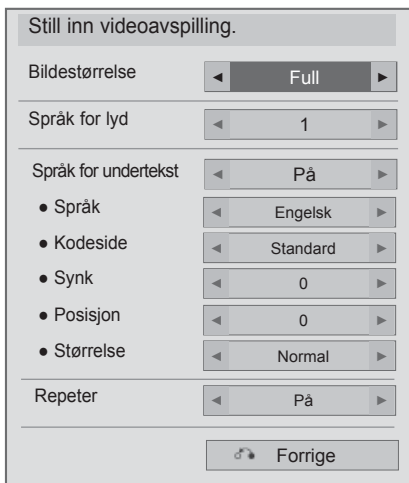 Still inn videoavspilling.
Bildestørrelse ◄ Full ►
Språk for lyd ◄ 1 ►
Språk for undertekst ◄ På ►
● Språk ◄ Engelsk ►
● Kodeside ◄ Standard ►
● Synk ◄ 0 ►
● Posisjon ◄ 0 ►
● Størrelse ◄ Normal ►
Repeter ◄ På ►
Forrige